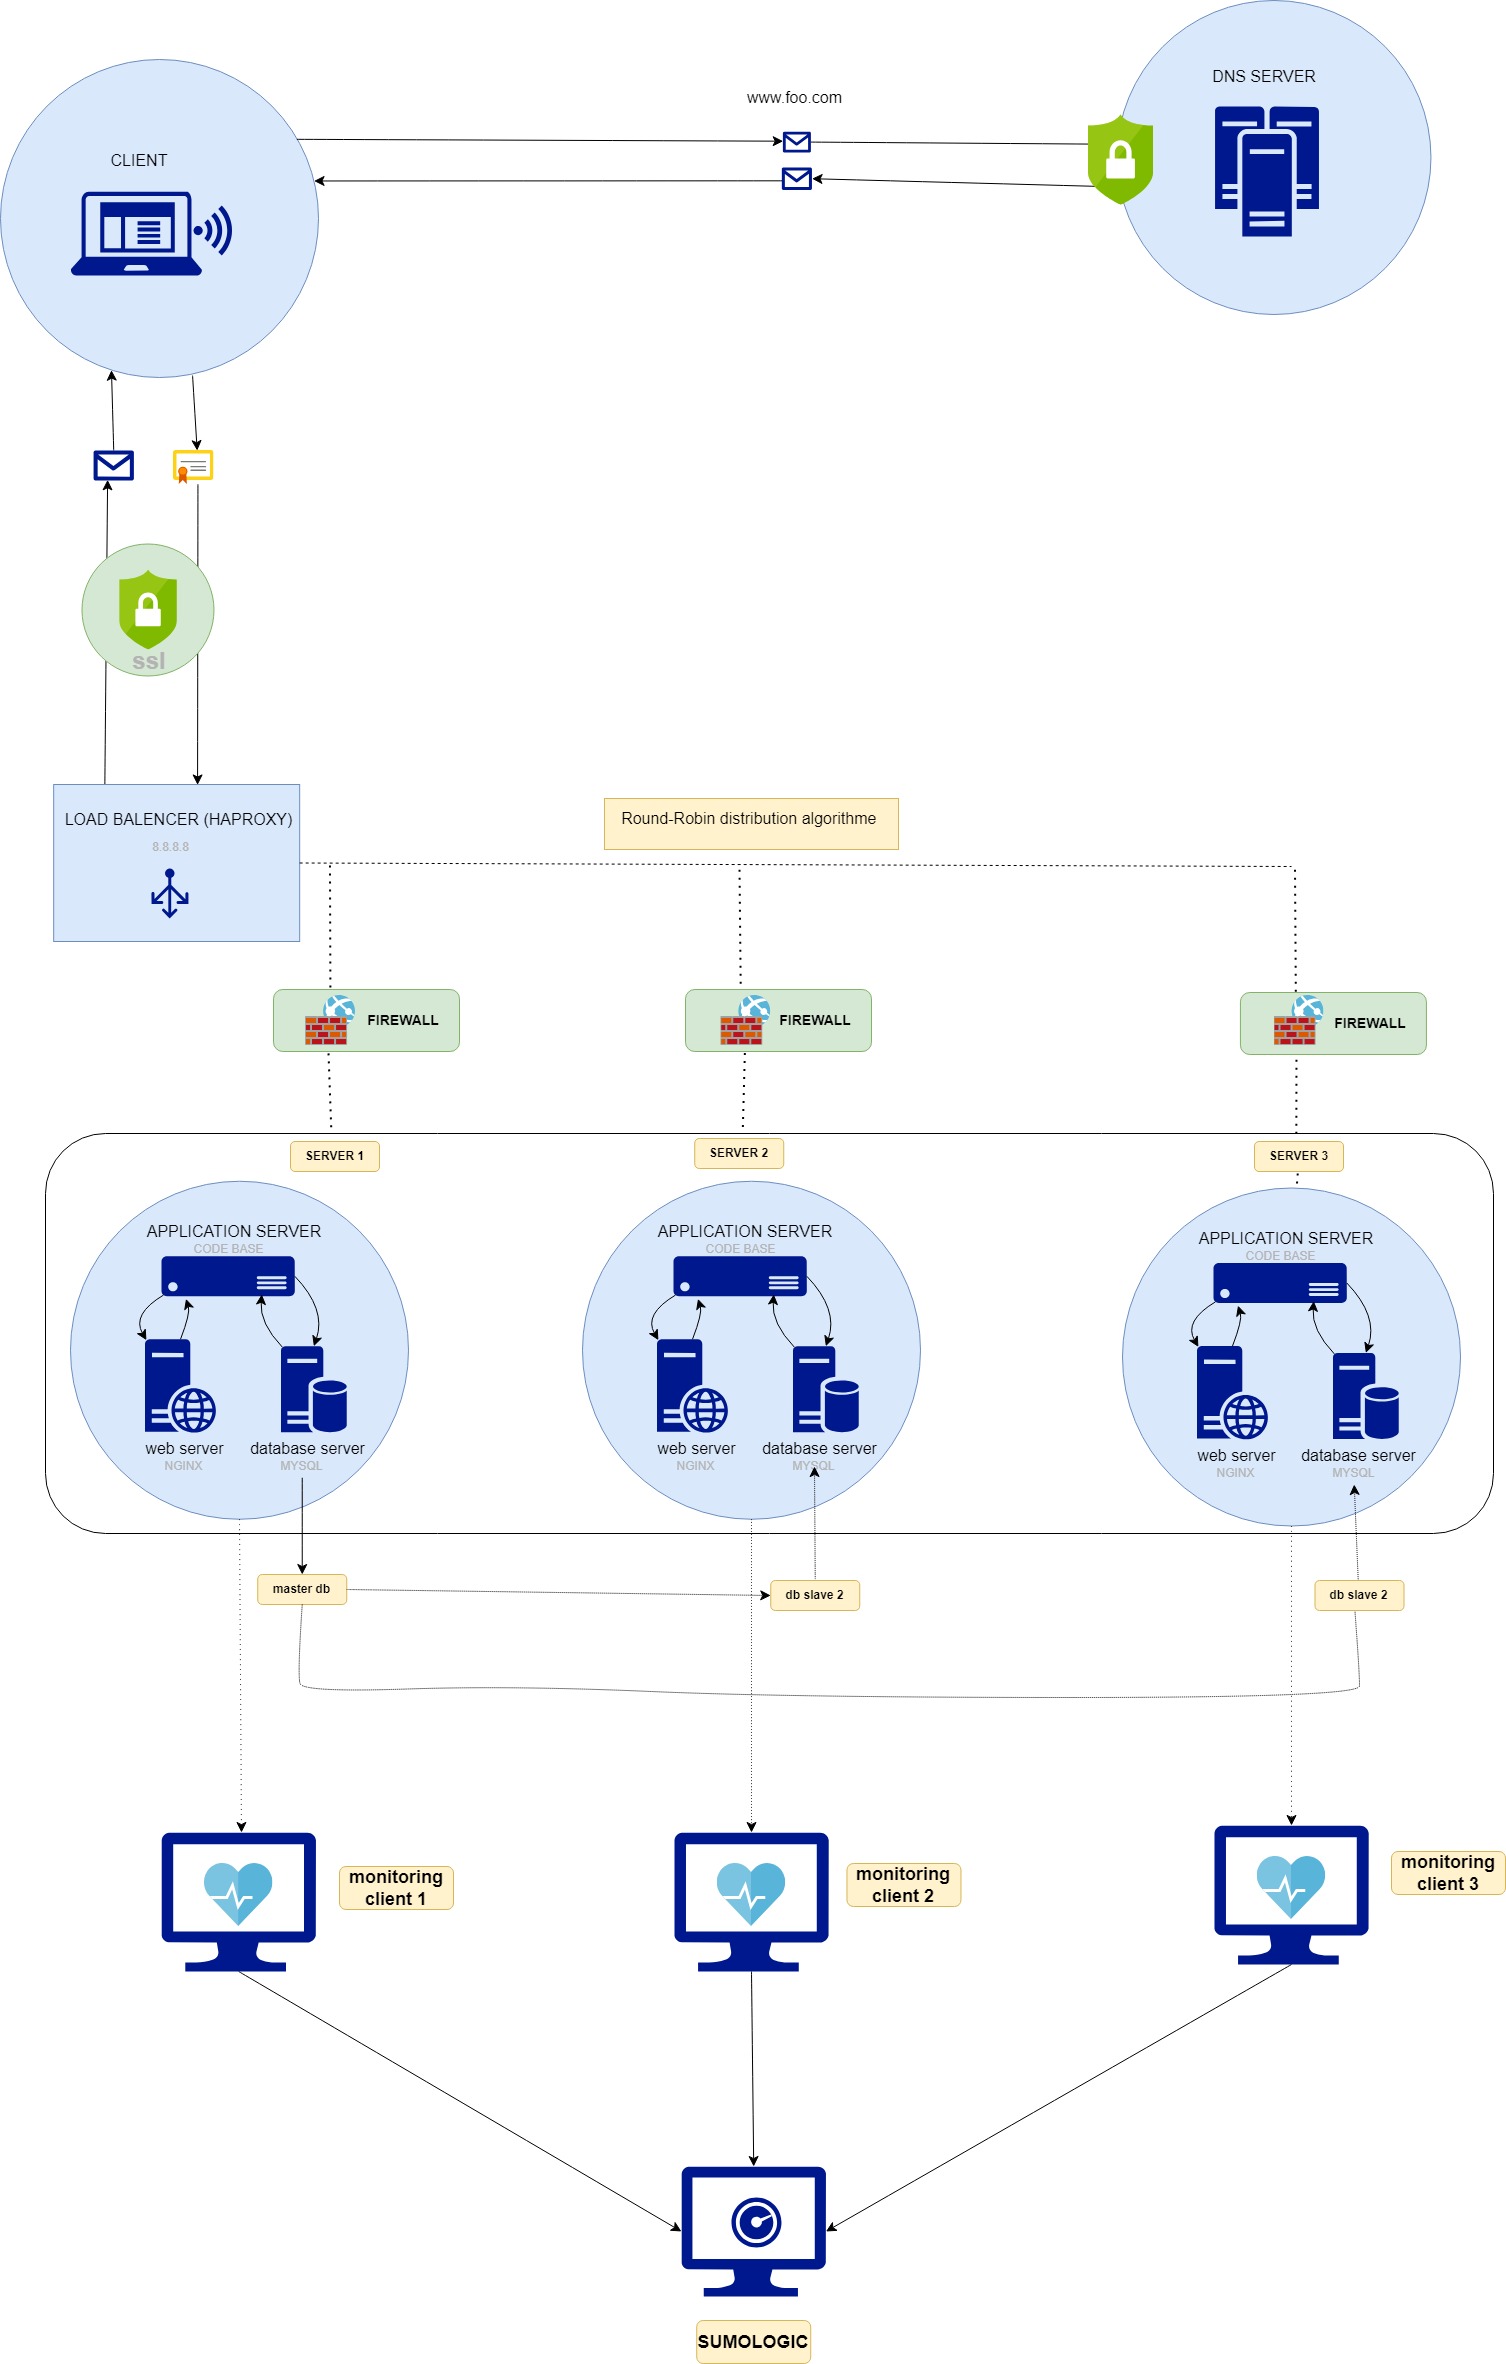 DNS SERVER
www.foo.com
CLIENT
ssl
LOAD BALENCER (HAPROXY)
8.8.8.8
Round-Robin distribution algorithme
FIREWALL
FIREWALL
FIREWALL
SERVER 1
SERVER 2
SERVER 3
APPLICATION SERVER
CODE BASE
web server
NGINX
database server
MYSQL
APPLICATION SERVER
CODE BASE
web server
NGINX
database server
MYSQL
APPLICATION SERVER
CODE BASE
web server
NGINX
database server
MYSQL
master db
db slave 2
db slave 2
monitoring
client 1
monitoring
client 2
monitoring
client 3
SUMOLOGIC